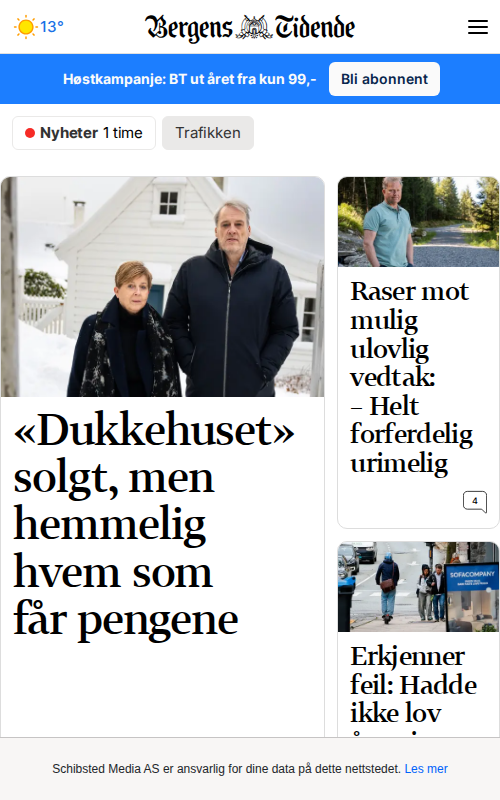 13°
Bergens Tidende
Høstkampanje: BT ut året fra kun 99,-
Bli abonnent
Nyheter 1 time
Trafikken
«Dukkehuset»
solgt, men
hemmelig
hvem som
får pengene
Raser mot
mulig
ulovlig
vedtak:
– Helt
forferdelig
urimelig
4
SOFACOMPANY
Erkjenner
feil: Hadde
ikke lov
Schibsted Media AS er ansvarlig for dine data på dette nettstedet. Les mer